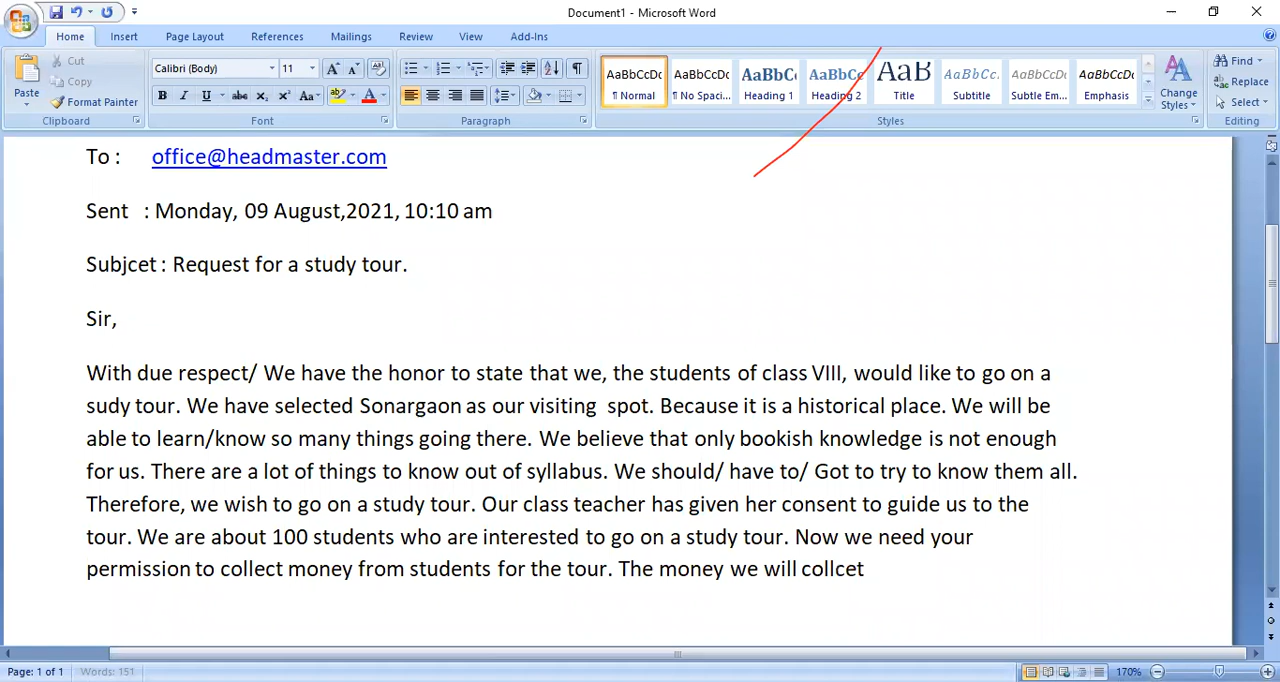 Document1 - Microsoft Word
Home Insert Page Layout References Mailings Review View Add-Ins
Paste
Cut
Copy
Format Painter
Clipboard
Calibri (Body) 11
Font
Paragraph
AaBbCcDc AaBbCcDc AaBbC AaBbCc AaB AaBbCc. AaBbCcDc AaBbCcDc
¶ Normal ¶ No Spaci... Heading 1 Heading 2 Title Subtitle Subtle Em... Emphasis
Styles
Change Styles
Find
Replace
Select
Editing
To : office@headmaster.com
Sent : Monday, 09 August,2021, 10:10 am
Subjcet : Request for a study tour.
Sir,
With due respect/ We have the honor to state that we, the students of class VIII, would like to go on a
sudy tour. We have selected Sonargaon as our visiting spot. Because it is a historical place. We will be
able to learn/know so many things going there. We believe that only bookish knowledge is not enough
for us. There are a lot of things to know out of syllabus. We should/ have to/ Got to try to know them all.
Therefore, we wish to go on a study tour. Our class teacher has given her consent to guide us to the
tour. We are about 100 students who are interested to go on a study tour. Now we need your
permission to collect money from students for the tour. The money we will collcet
Page: 1 of 1 Words: 151 170%